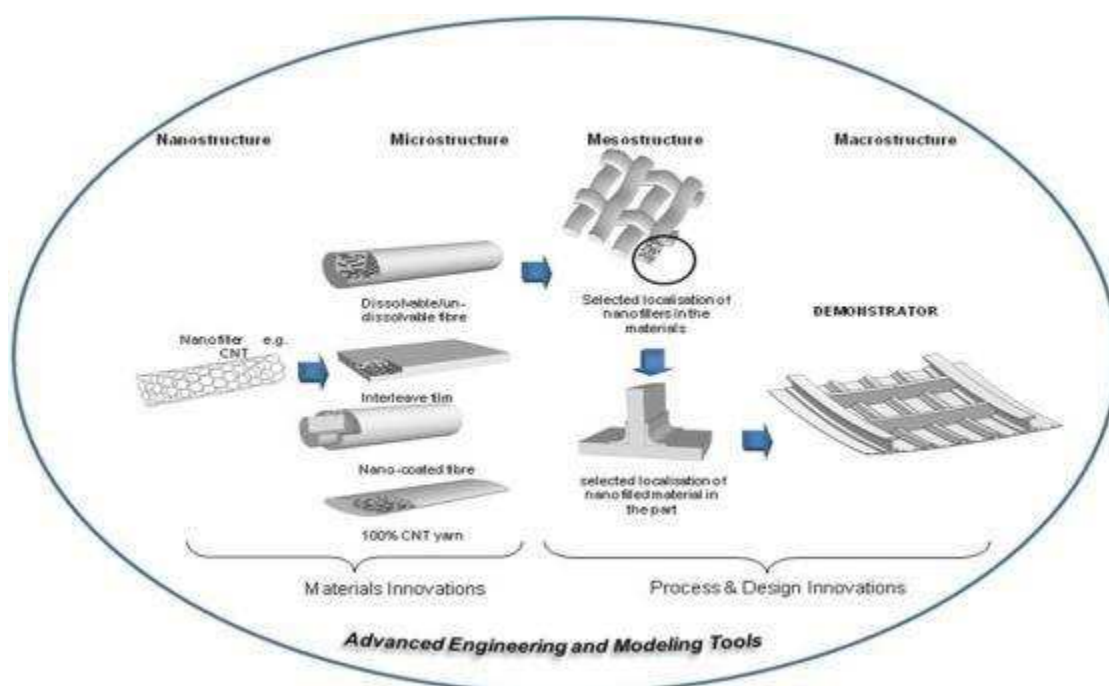 Nanostructure
Microstructure
Mesostructure
Macrostructure
Dissolvable/un-
dissolvable fibre
Selected localisation of
nanofillers in the
materials
DEMONSTRATOR
Nanofiller e.g.
CNT
Interleave film
Nano-coated fibre
selected localisation of
nanofilled material in
the part
100% CNT yarn
Materials Innovations
Process & Design Innovations
Advanced Engineering and Modeling Tools